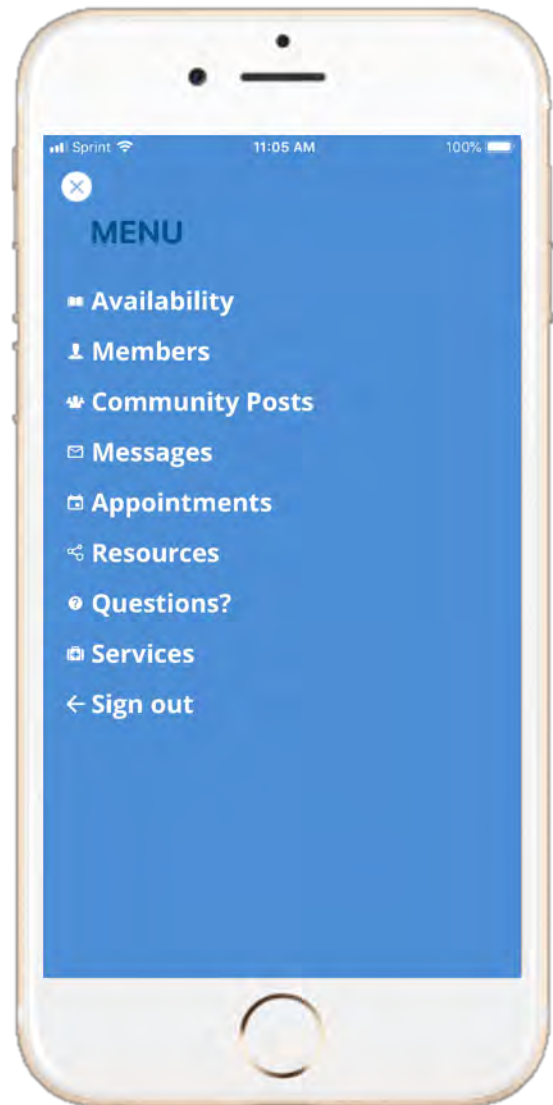 Sprint 11:05 AM 100%
MENU
Availability
Members
Community Posts
Messages
Appointments
Resources
Questions?
Services
Sign out